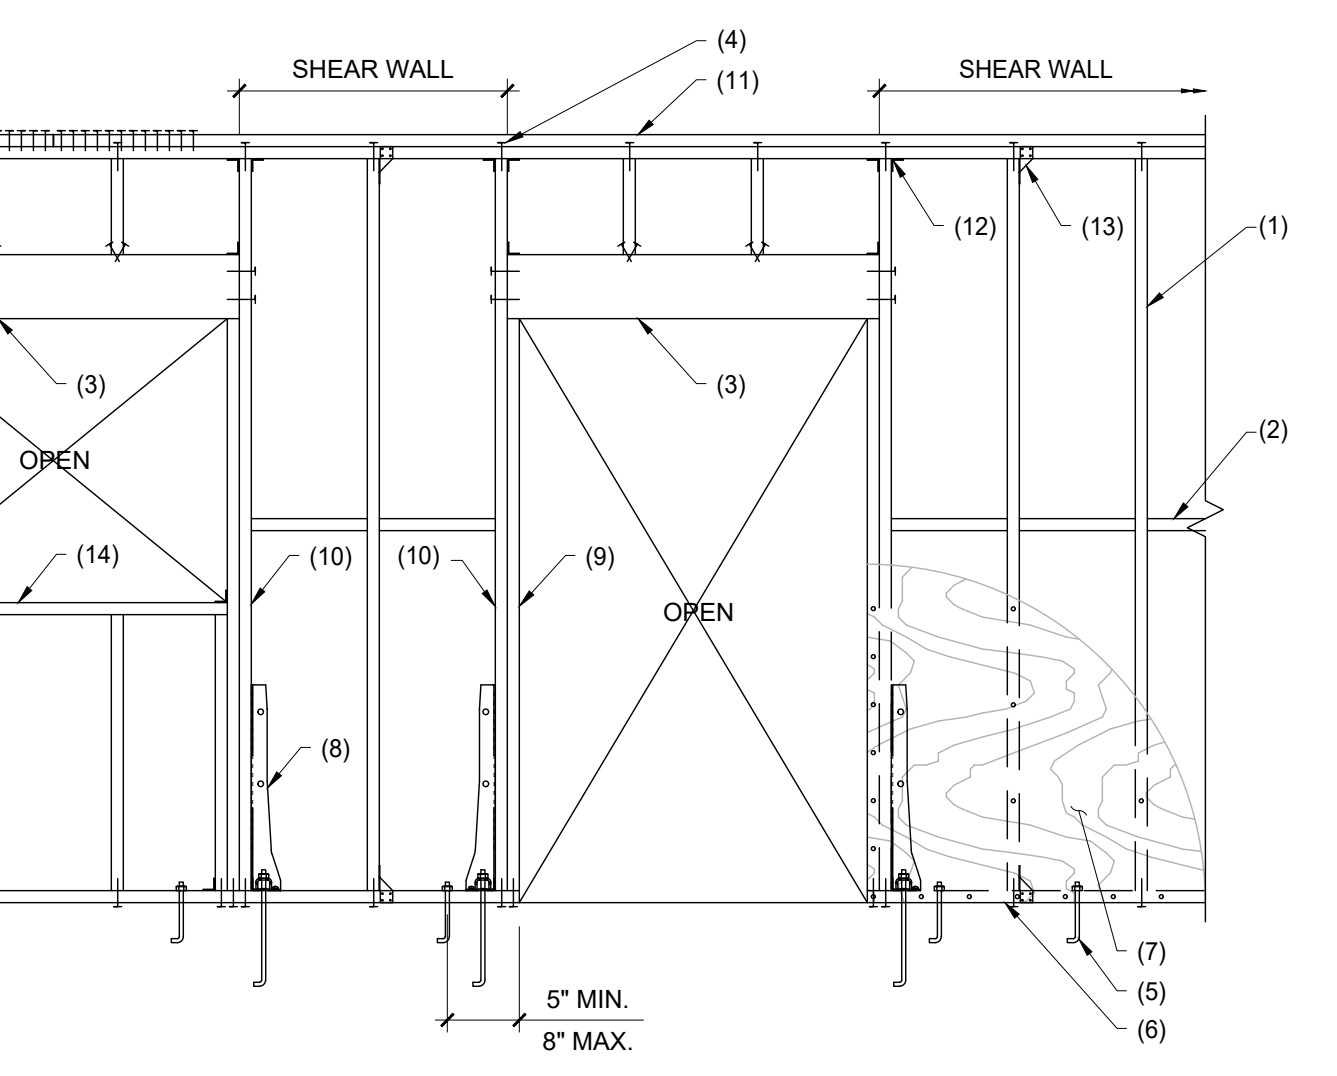 (4)
SHEAR WALL
SHEAR WALL
(11)
(12)
(13)
(1)
(3)
(3)
(2)
OPEN
(14)
(10)
(10)
(9)
OPEN
(8)
(7)
(5)
5" MIN.
(6)
8" MAX.